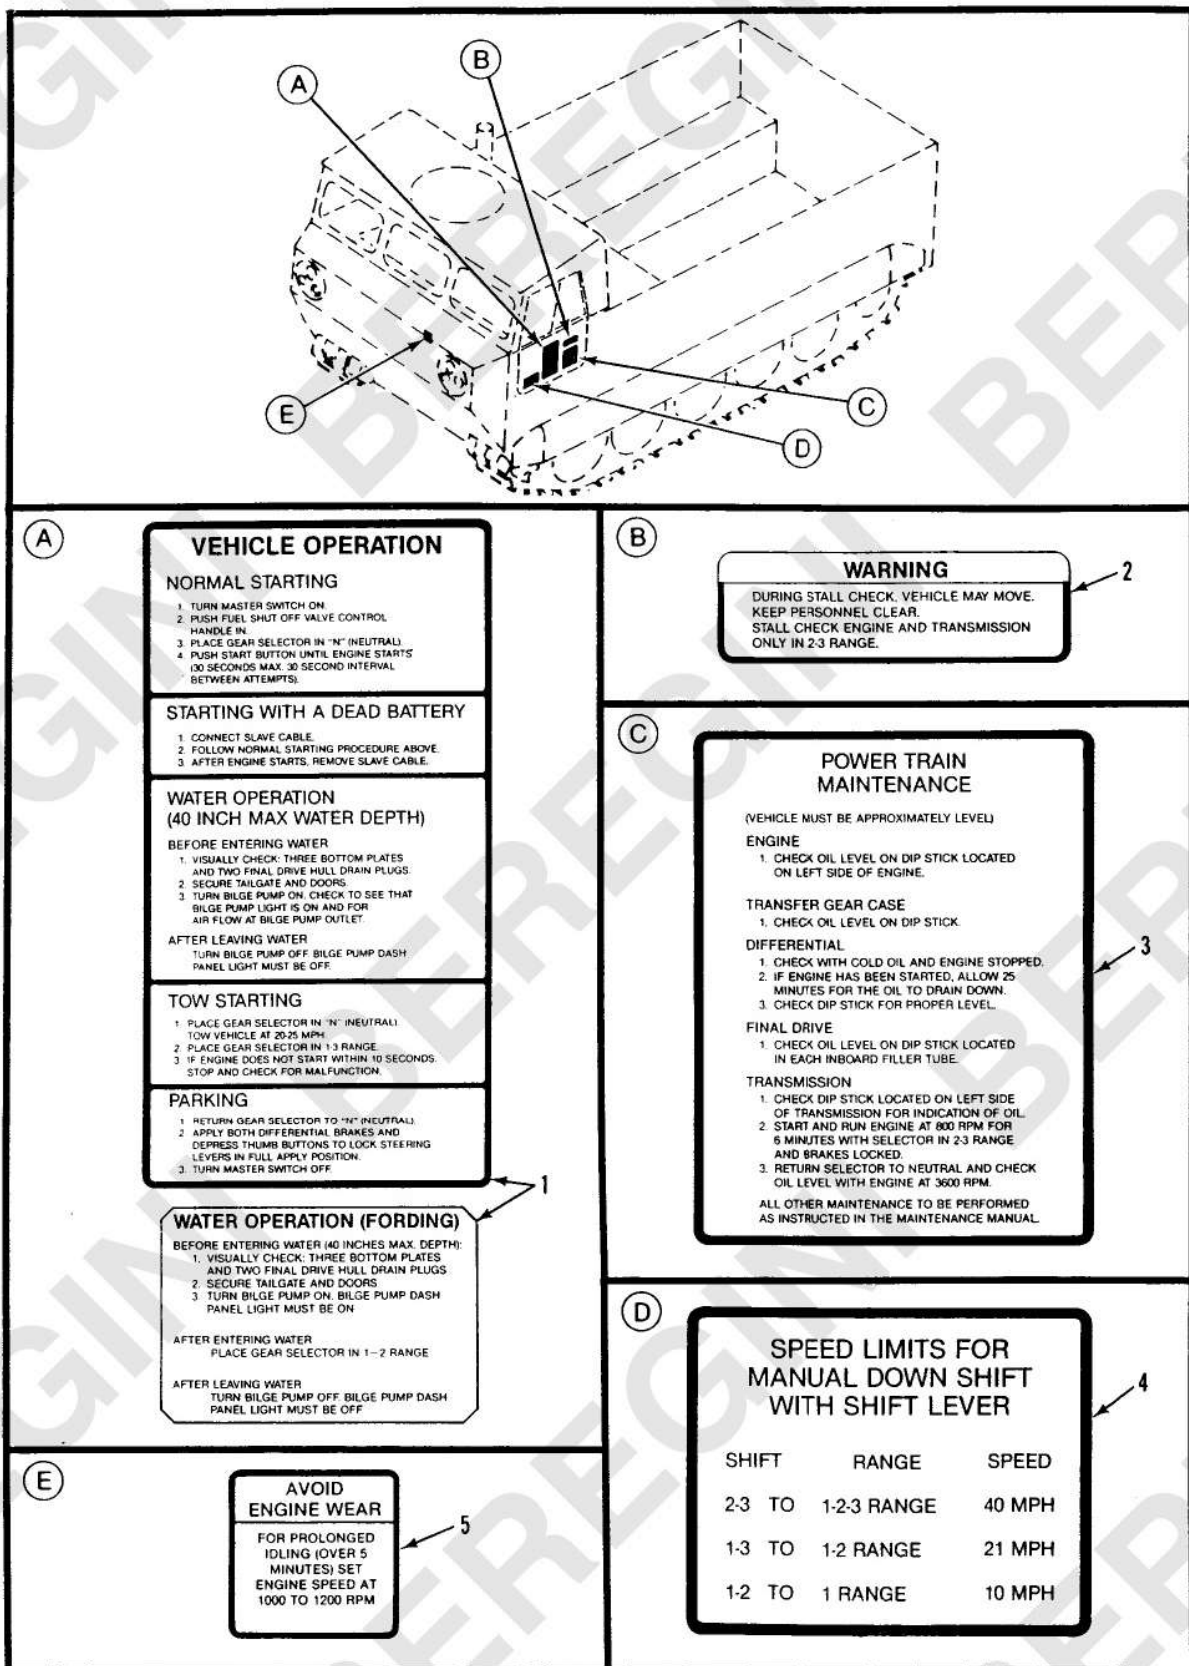 A
B
E
C
D
A
VEHICLE OPERATION
NORMAL STARTING
1. TURN MASTER SWITCH ON.
2. PUSH FUEL SHUT OFF VALVE CONTROL
HANDLE IN.
3. PLACE GEAR SELECTOR IN "N" (NEUTRAL).
4. PUSH START BUTTON UNTIL ENGINE STARTS
(30 SECONDS MAX. 30 SECOND INTERVAL
BETWEEN ATTEMPTS).
STARTING WITH A DEAD BATTERY
1. CONNECT SLAVE CABLE.
2. FOLLOW NORMAL STARTING PROCEDURE ABOVE.
3. AFTER ENGINE STARTS, REMOVE SLAVE CABLE.
WATER OPERATION
(40 INCH MAX WATER DEPTH)
BEFORE ENTERING WATER
1. VISUALLY CHECK: THREE BOTTOM PLATES
AND TWO FINAL DRIVE HULL DRAIN PLUGS.
2. SECURE TAILGATE AND DOORS.
3. TURN BILGE PUMP ON. CHECK TO SEE THAT
BILGE PUMP LIGHT IS ON AND FOR
AIR FLOW AT BILGE PUMP OUTLET.
AFTER LEAVING WATER
TURN BILGE PUMP OFF. BILGE PUMP DASH
PANEL LIGHT MUST BE OFF.
TOW STARTING
1. PLACE GEAR SELECTOR IN "N" (NEUTRAL).
TOW VEHICLE AT 20-25 MPH.
2. PLACE GEAR SELECTOR IN 1-3 RANGE.
3. IF ENGINE DOES NOT START WITHIN 10 SECONDS.
STOP AND CHECK FOR MALFUNCTION.
PARKING
1. RETURN GEAR SELECTOR TO "N" (NEUTRAL).
2. APPLY BOTH DIFFERENTIAL BRAKES AND
DEPRESS THUMB BUTTONS TO LOCK STEERING
LEVERS IN FULL APPLY POSITION.
3. TURN MASTER SWITCH OFF.
1
WATER OPERATION (FORDING)
BEFORE ENTERING WATER (40 INCHES MAX. DEPTH):
1. VISUALLY CHECK: THREE BOTTOM PLATES
AND TWO FINAL DRIVE HULL DRAIN PLUGS
2. SECURE TAILGATE AND DOORS
3. TURN BILGE PUMP ON. BILGE PUMP DASH
PANEL LIGHT MUST BE ON
AFTER ENTERING WATER
PLACE GEAR SELECTOR IN 1-2 RANGE
AFTER LEAVING WATER
TURN BILGE PUMP OFF. BILGE PUMP DASH
PANEL LIGHT MUST BE OFF
B
WARNING
DURING STALL CHECK, VEHICLE MAY MOVE.
KEEP PERSONNEL CLEAR.
STALL CHECK ENGINE AND TRANSMISSION
ONLY IN 2-3 RANGE.
2
C
POWER TRAIN
MAINTENANCE
(VEHICLE MUST BE APPROXIMATELY LEVEL)
ENGINE
1. CHECK OIL LEVEL ON DIP STICK LOCATED
ON LEFT SIDE OF ENGINE.
TRANSFER GEAR CASE
1. CHECK OIL LEVEL ON DIP STICK.
DIFFERENTIAL
1. CHECK WITH COLD OIL AND ENGINE STOPPED.
2. IF ENGINE HAS BEEN STARTED, ALLOW 25
MINUTES FOR THE OIL TO DRAIN DOWN.
3. CHECK DIP STICK FOR PROPER LEVEL.
FINAL DRIVE
1. CHECK OIL LEVEL ON DIP STICK LOCATED
IN EACH INBOARD FILLER TUBE.
TRANSMISSION
1. CHECK DIP STICK LOCATED ON LEFT SIDE
OF TRANSMISSION FOR INDICATION OF OIL.
2. START AND RUN ENGINE AT 800 RPM FOR
6 MINUTES WITH SELECTOR IN 2-3 RANGE
AND BRAKES LOCKED.
3. RETURN SELECTOR TO NEUTRAL AND CHECK
OIL LEVEL WITH ENGINE AT 3600 RPM.
ALL OTHER MAINTENANCE TO BE PERFORMED
AS INSTRUCTED IN THE MAINTENANCE MANUAL.
3
D
SPEED LIMITS FOR
MANUAL DOWN SHIFT
WITH SHIFT LEVER
SHIFT RANGE SPEED
2-3 TO 1-2-3 RANGE 40 MPH
1-3 TO 1-2 RANGE 21 MPH
1-2 TO 1 RANGE 10 MPH
4
E
AVOID
ENGINE WEAR
FOR PROLONGED
IDLING (OVER 5
MINUTES) SET
ENGINE SPEED AT
1000 TO 1200 RPM
5
BEREGINI